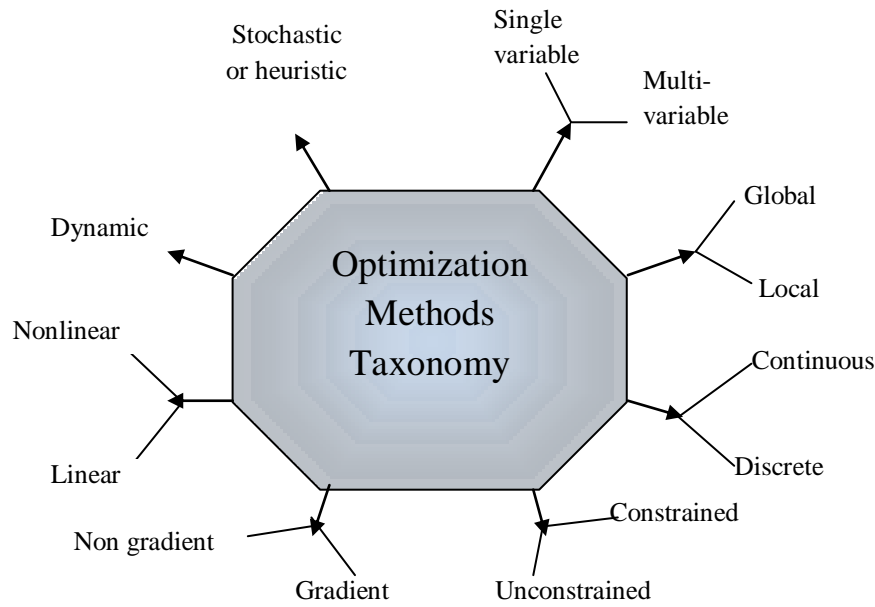 Stochastic
or heuristic
Single
variable
Multi-
variable
Global
Local
Dynamic
Optimization
Methods
Taxonomy
Nonlinear
Linear
Continuous
Discrete
Non gradient
Gradient
Constrained
Unconstrained